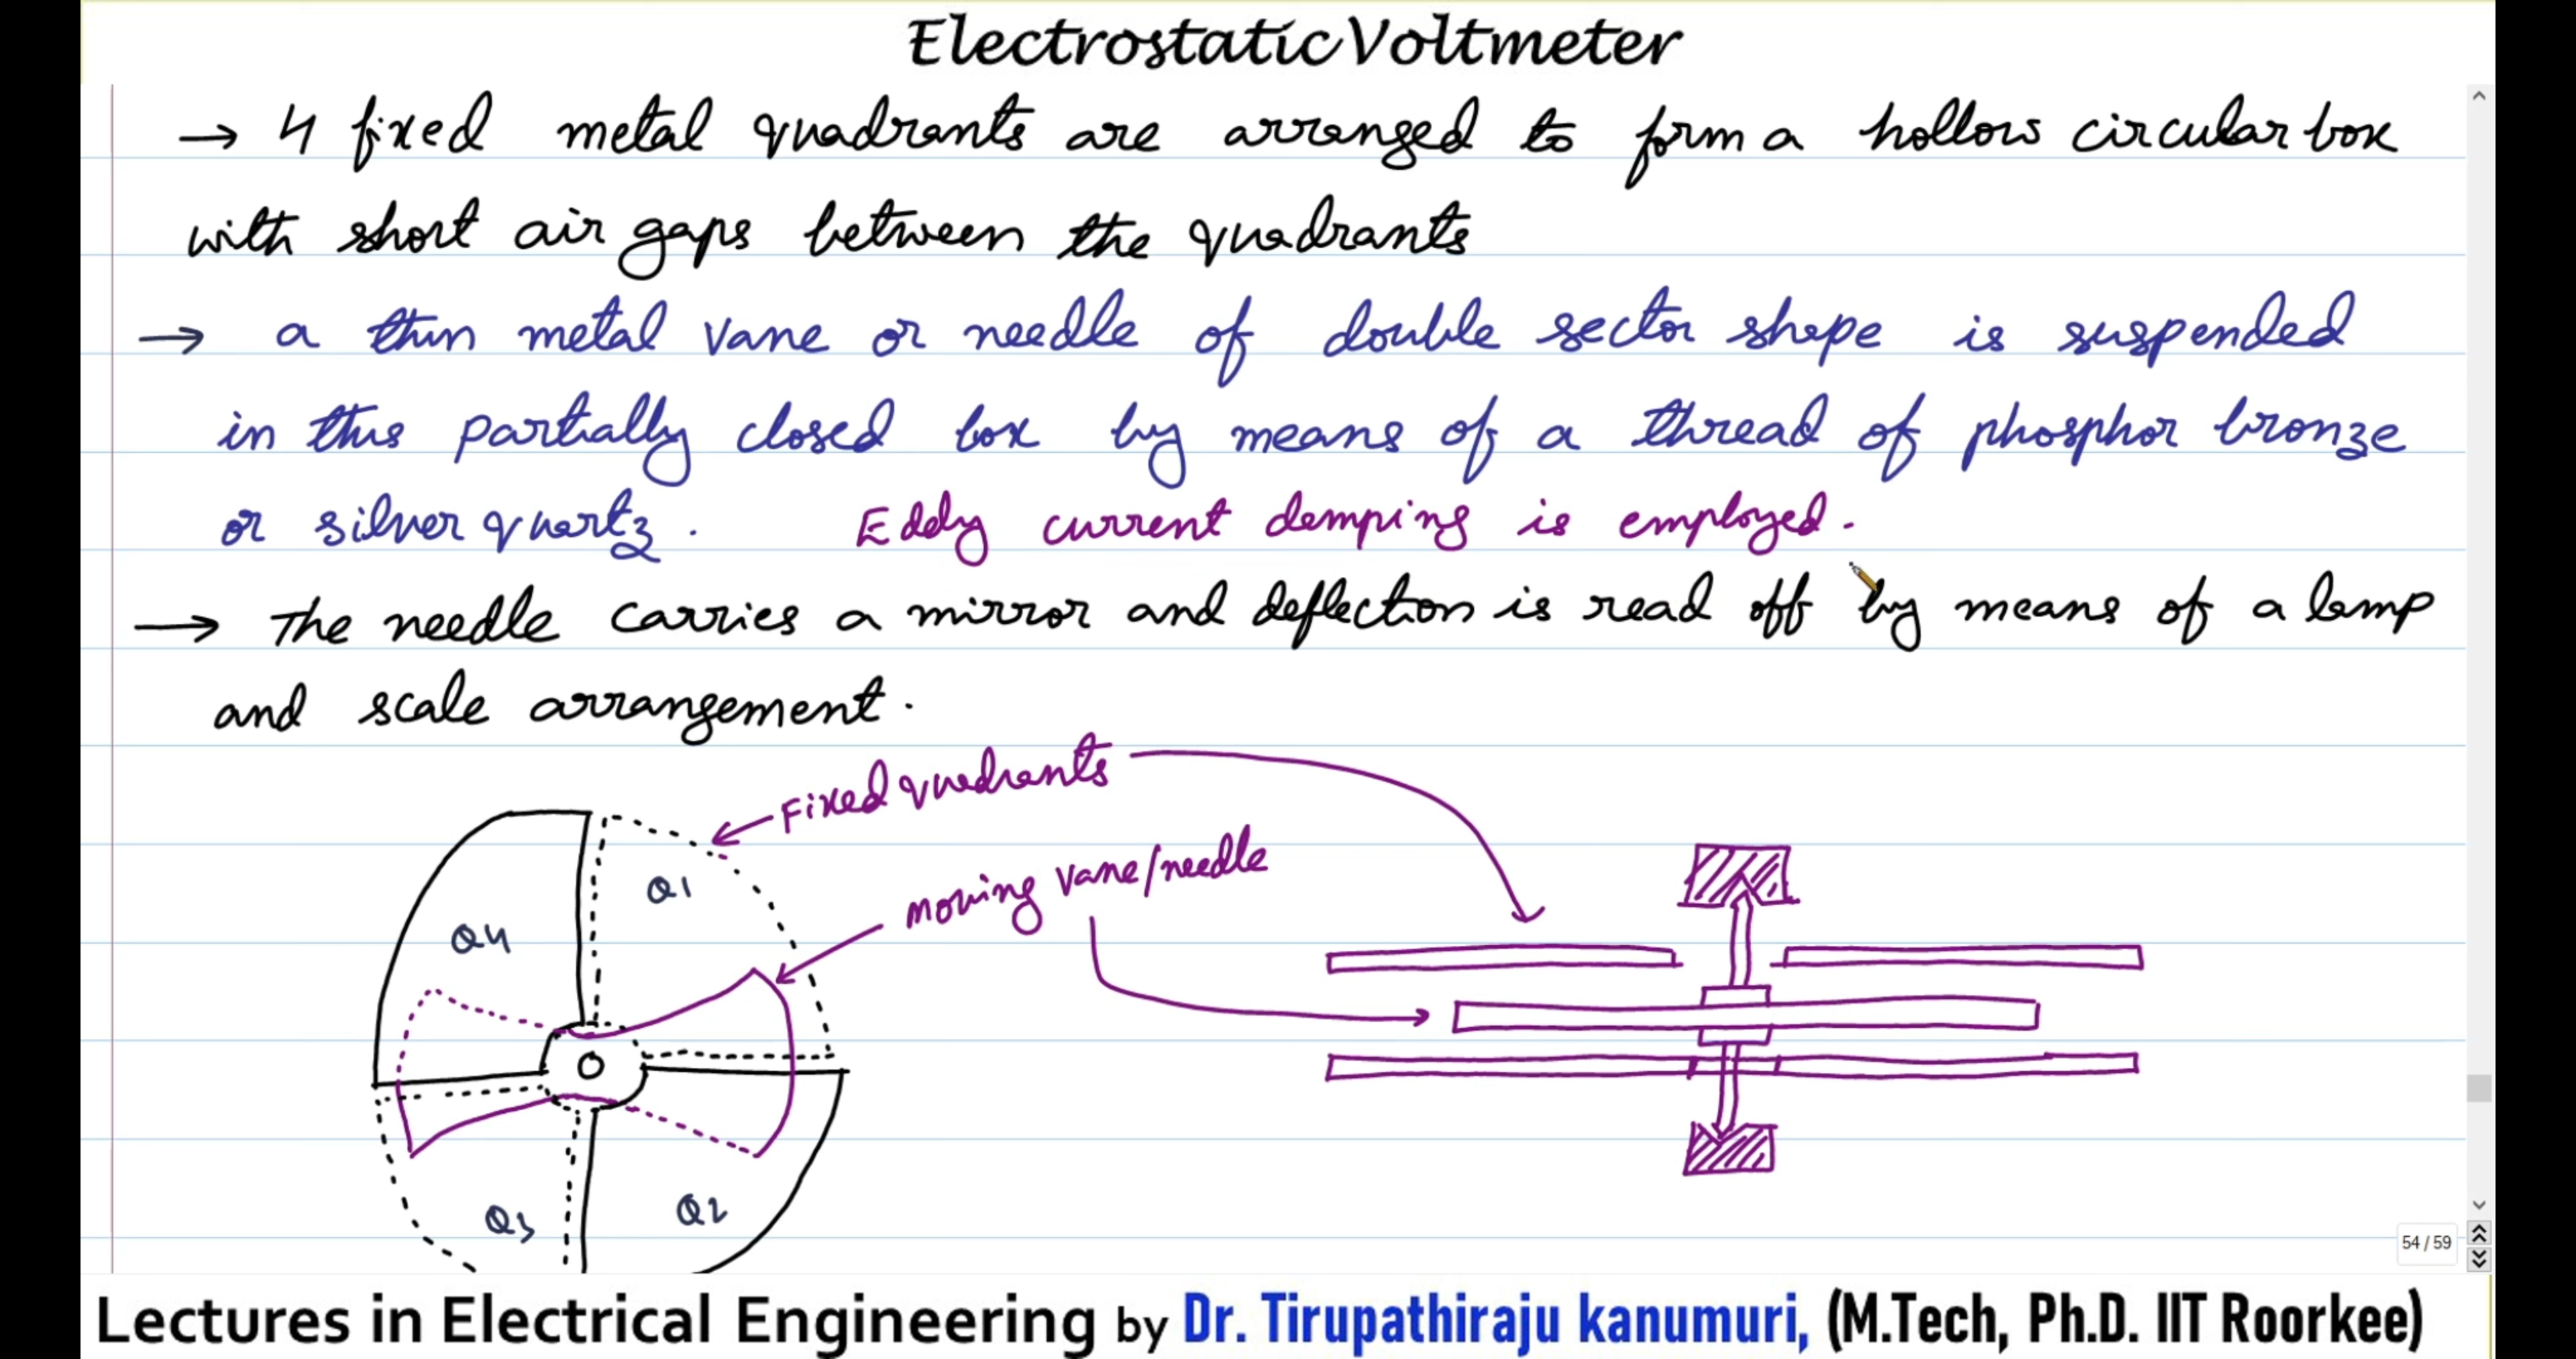 Electrostatic Voltmeter
→ 4 fixed metal quadrants are arranged to form a hollow circular box
with short air gaps between the quadrants
→ a thin metal vane or needle of double sector shape is suspended
in this partially closed box by means of a thread of phosphor bronze
or silver quartz. Eddy current damping is employed.
→ The needle carries a mirror and deflection is read off by means of a lamp
and scale arrangement.
Fixed quadrants
moving vane/needle
Q1
Q4
Q3
Q2
54 / 59
Lectures in Electrical Engineering by Dr. Tirupathiraju kanumuri, (M.Tech, Ph.D. IIT Roorkee)